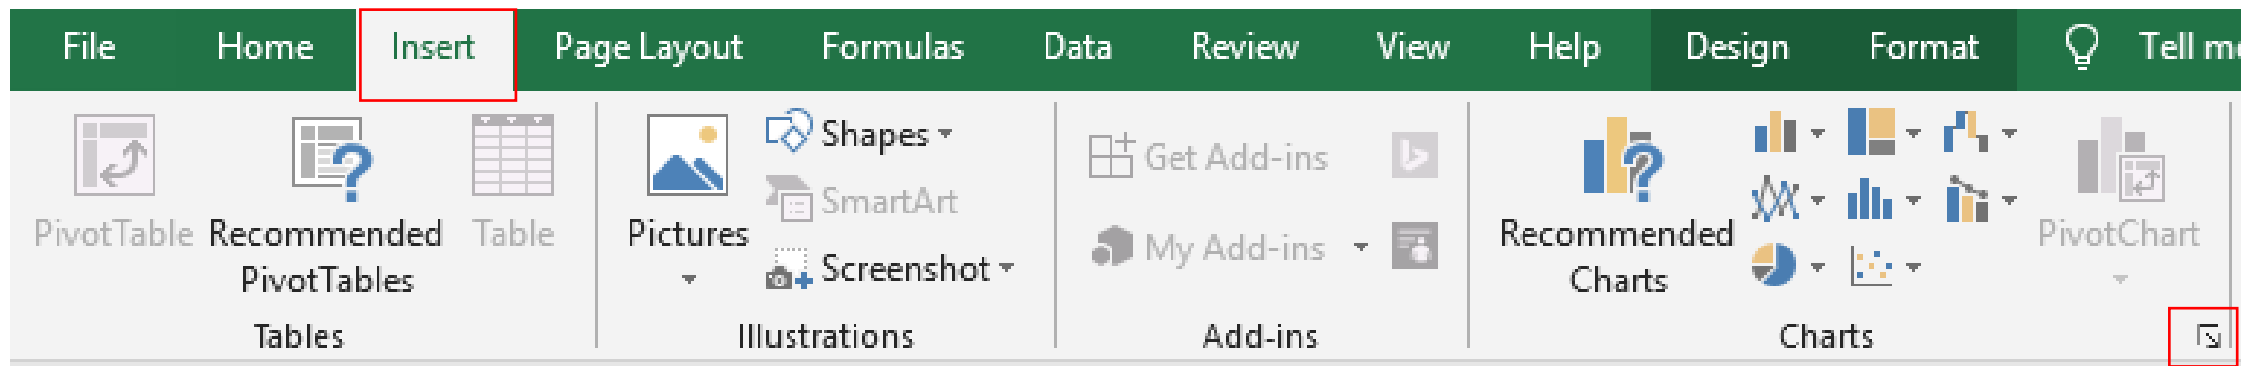 File Home Insert Page Layout Formulas Data Review View Help Design Format Tell me
PivotTable Recommended PivotTables Table
Pictures
Shapes
SmartArt
Screenshot
Get Add-ins
My Add-ins
Recommended
Charts
PivotChart
Tables Illustrations Add-ins Charts